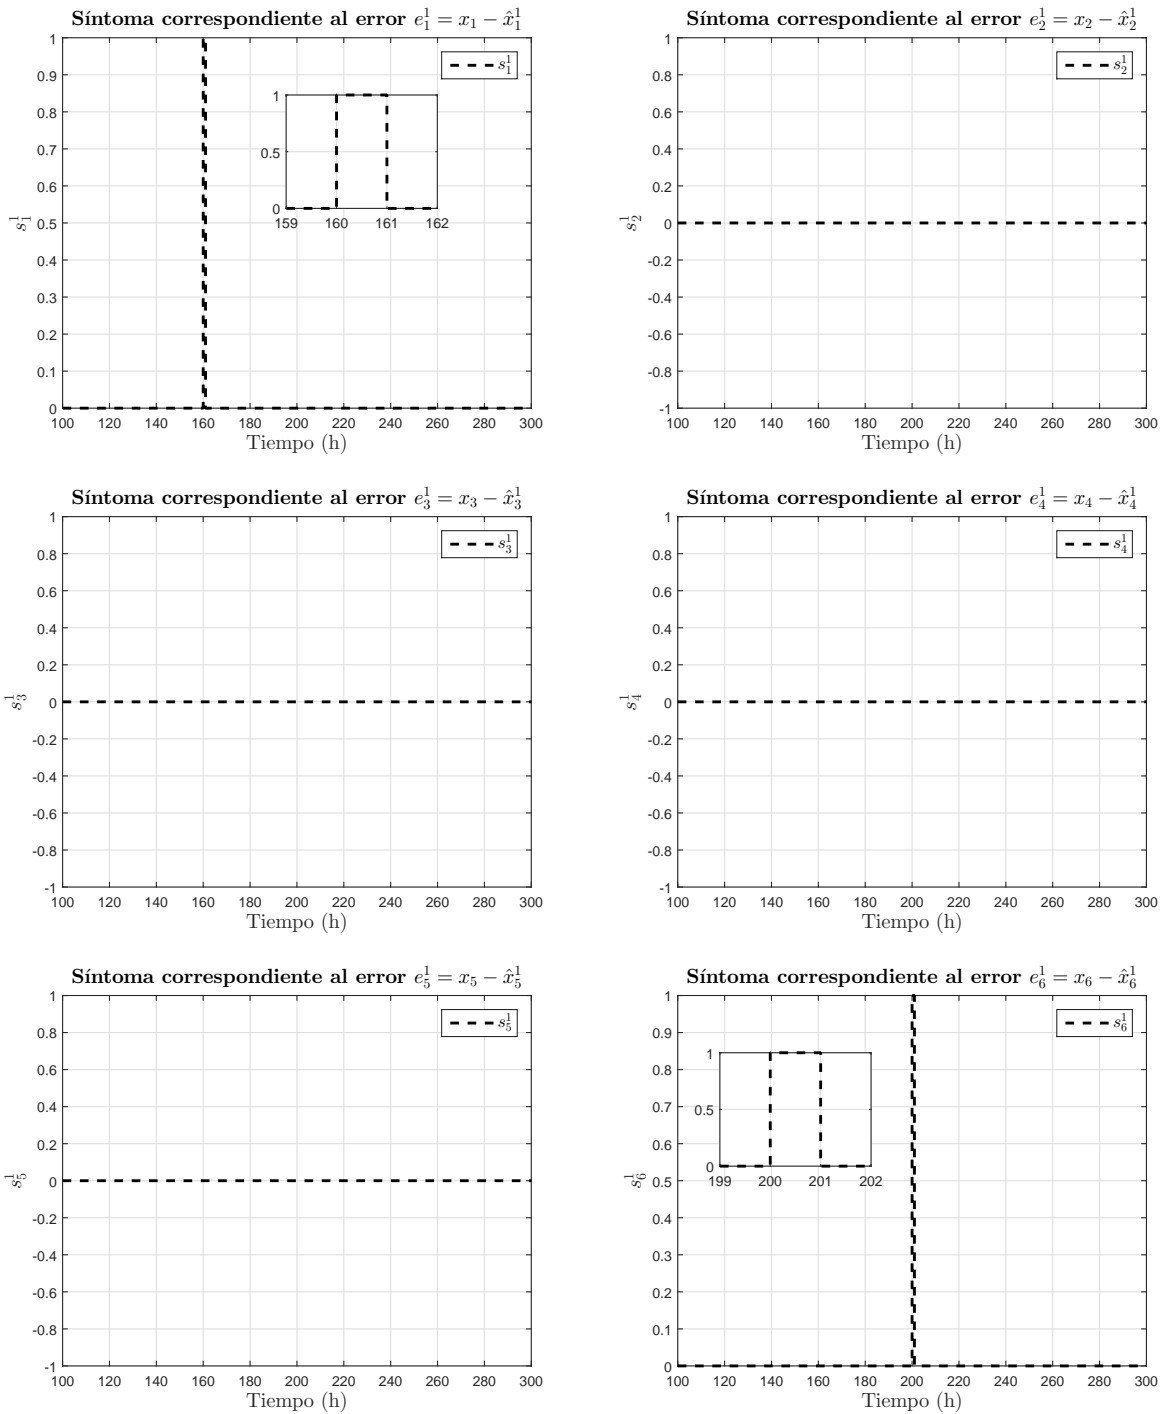 Síntoma correspondiente al error $e_1^1 = x_1 - \hat{x}_1^1$
1
0.9
0.8
0.7
0.6
0.5
0.4
0.3
0.2
0.1
0
$s_1^1$
$s_1^1$
1
0.5
0
159 160 161 162
100 120 140 160 180 200 220 240 260 280 300
Tiempo (h)
Síntoma correspondiente al error $e_2^1 = x_2 - \hat{x}_2^1$
1
0.8
0.6
0.4
0.2
0
-0.2
-0.4
-0.6
-0.8
-1
$s_2^1$
$s_2^1$
100 120 140 160 180 200 220 240 260 280 300
Tiempo (h)
Síntoma correspondiente al error $e_3^1 = x_3 - \hat{x}_3^1$
1
0.8
0.6
0.4
0.2
0
-0.2
-0.4
-0.6
-0.8
-1
$s_3^1$
$s_3^1$
100 120 140 160 180 200 220 240 260 280 300
Tiempo (h)
Síntoma correspondiente al error $e_4^1 = x_4 - \hat{x}_4^1$
1
0.8
0.6
0.4
0.2
0
-0.2
-0.4
-0.6
-0.8
-1
$s_4^1$
$s_4^1$
100 120 140 160 180 200 220 240 260 280 300
Tiempo (h)
Síntoma correspondiente al error $e_5^1 = x_5 - \hat{x}_5^1$
1
0.8
0.6
0.4
0.2
0
-0.2
-0.4
-0.6
-0.8
-1
$s_5^1$
$s_5^1$
100 120 140 160 180 200 220 240 260 280 300
Tiempo (h)
Síntoma correspondiente al error $e_6^1 = x_6 - \hat{x}_6^1$
1
0.9
0.8
0.7
0.6
0.5
0.4
0.3
0.2
0.1
0
$s_6^1$
$s_6^1$
1
0.5
0
199 200 201 202
100 120 140 160 180 200 220 240 260 280 300
Tiempo (h)